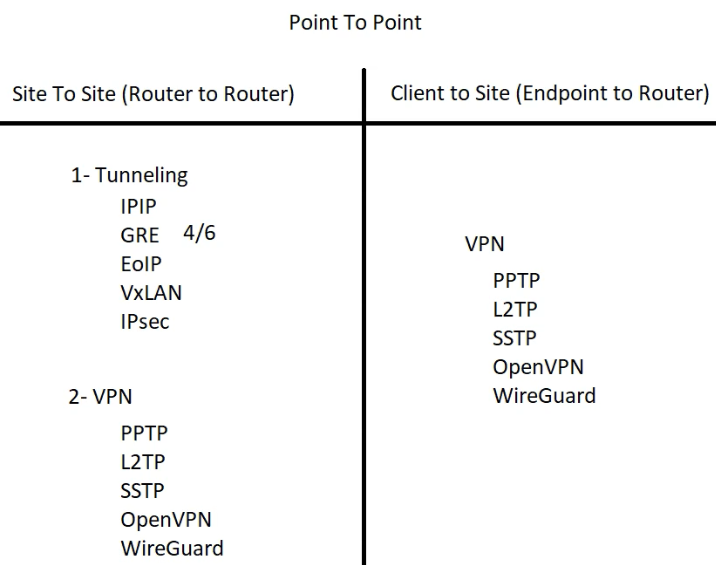 Point To Point
Site To Site (Router to Router)
1- Tunneling
IPIP
GRE 4/6
EoIP
VxLAN
IPsec
2- VPN
PPTP
L2TP
SSTP
OpenVPN
WireGuard
Client to Site (Endpoint to Router)
VPN
PPTP
L2TP
SSTP
OpenVPN
WireGuard